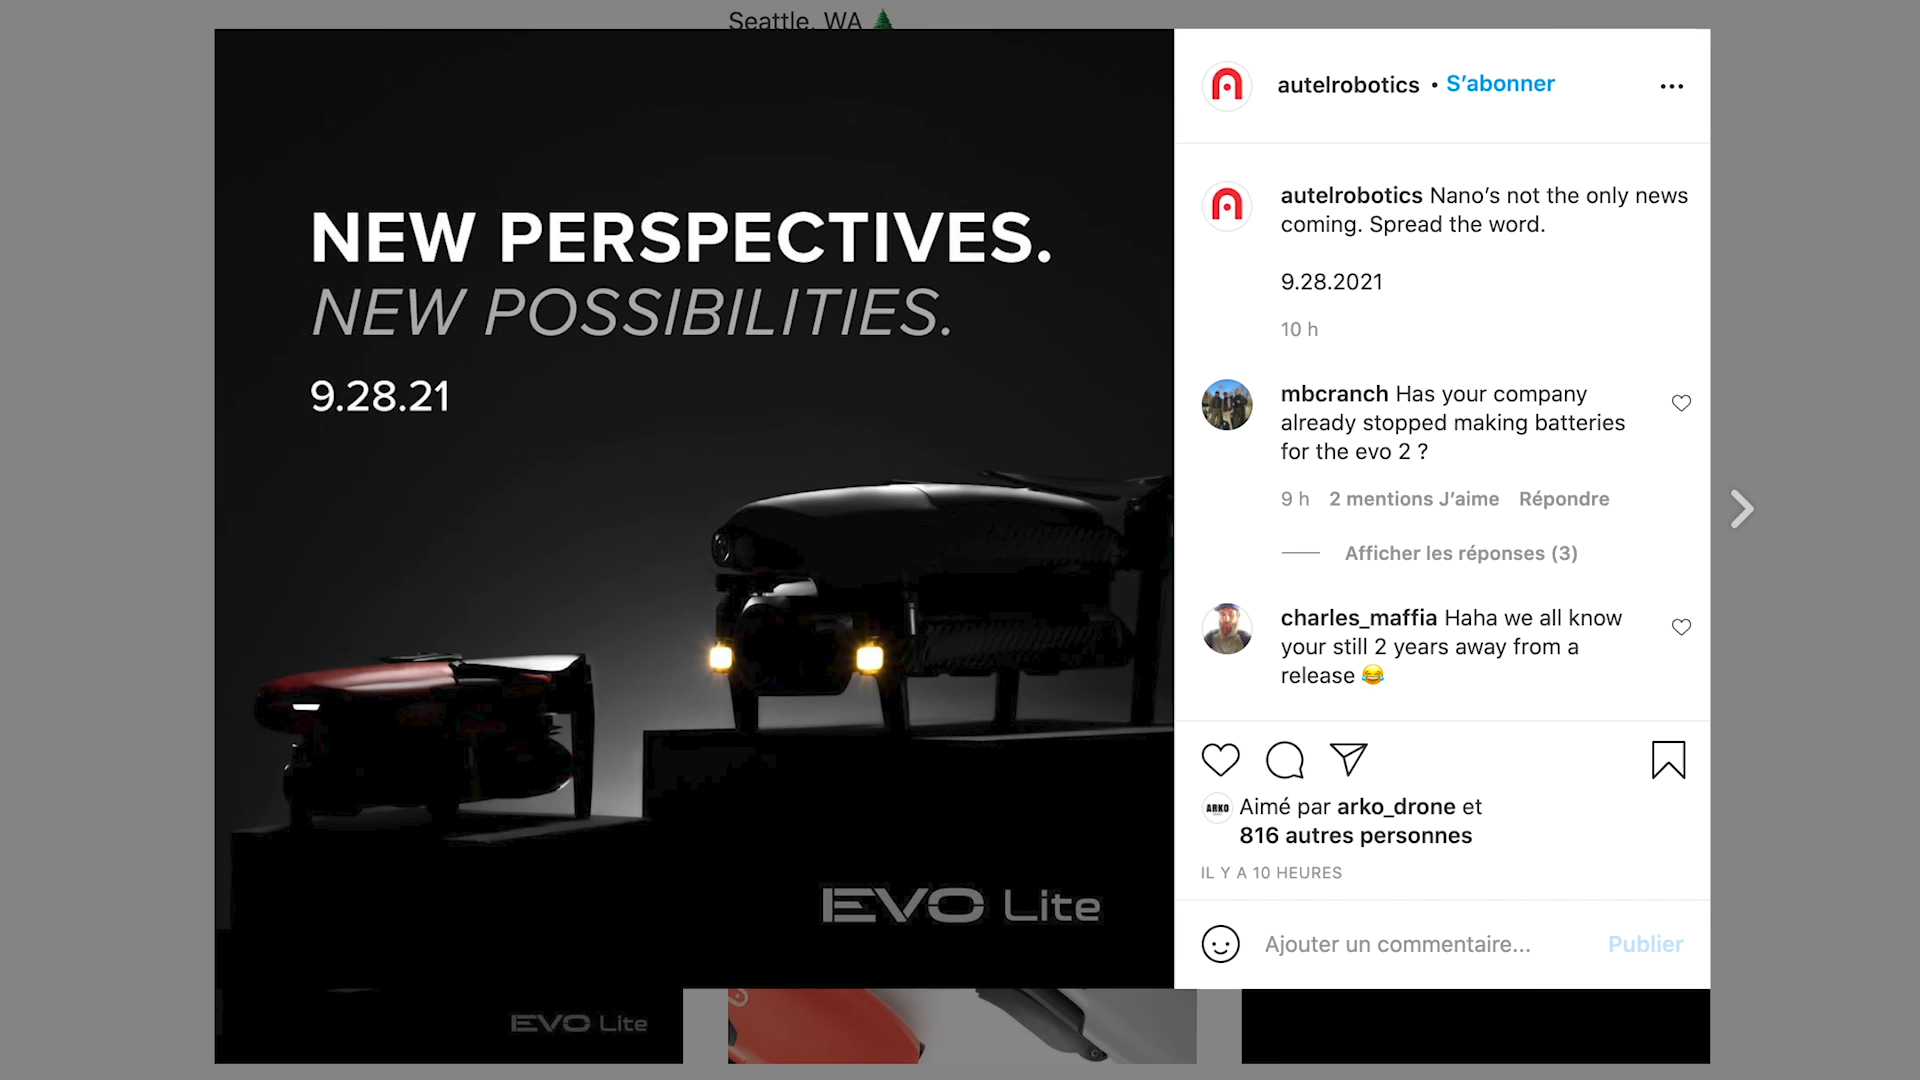 Seattle, WA 🌲
NEW PERSPECTIVES.
NEW POSSIBILITIES.
9.28.21
EVO Lite
EVO Lite
autelrobotics • S’abonner
autelrobotics Nano’s not the only news
coming. Spread the word.
9.28.2021
10 h
mbcranch Has your company
already stopped making batteries
for the evo 2 ?
9 h 2 mentions J’aime Répondre
Afficher les réponses (3)
charles_maffia Haha we all know
your still 2 years away from a
release 😂
ARKO
Aimé par arko_drone et
816 autres personnes
IL Y A 10 HEURES
Ajouter un commentaire... Publier